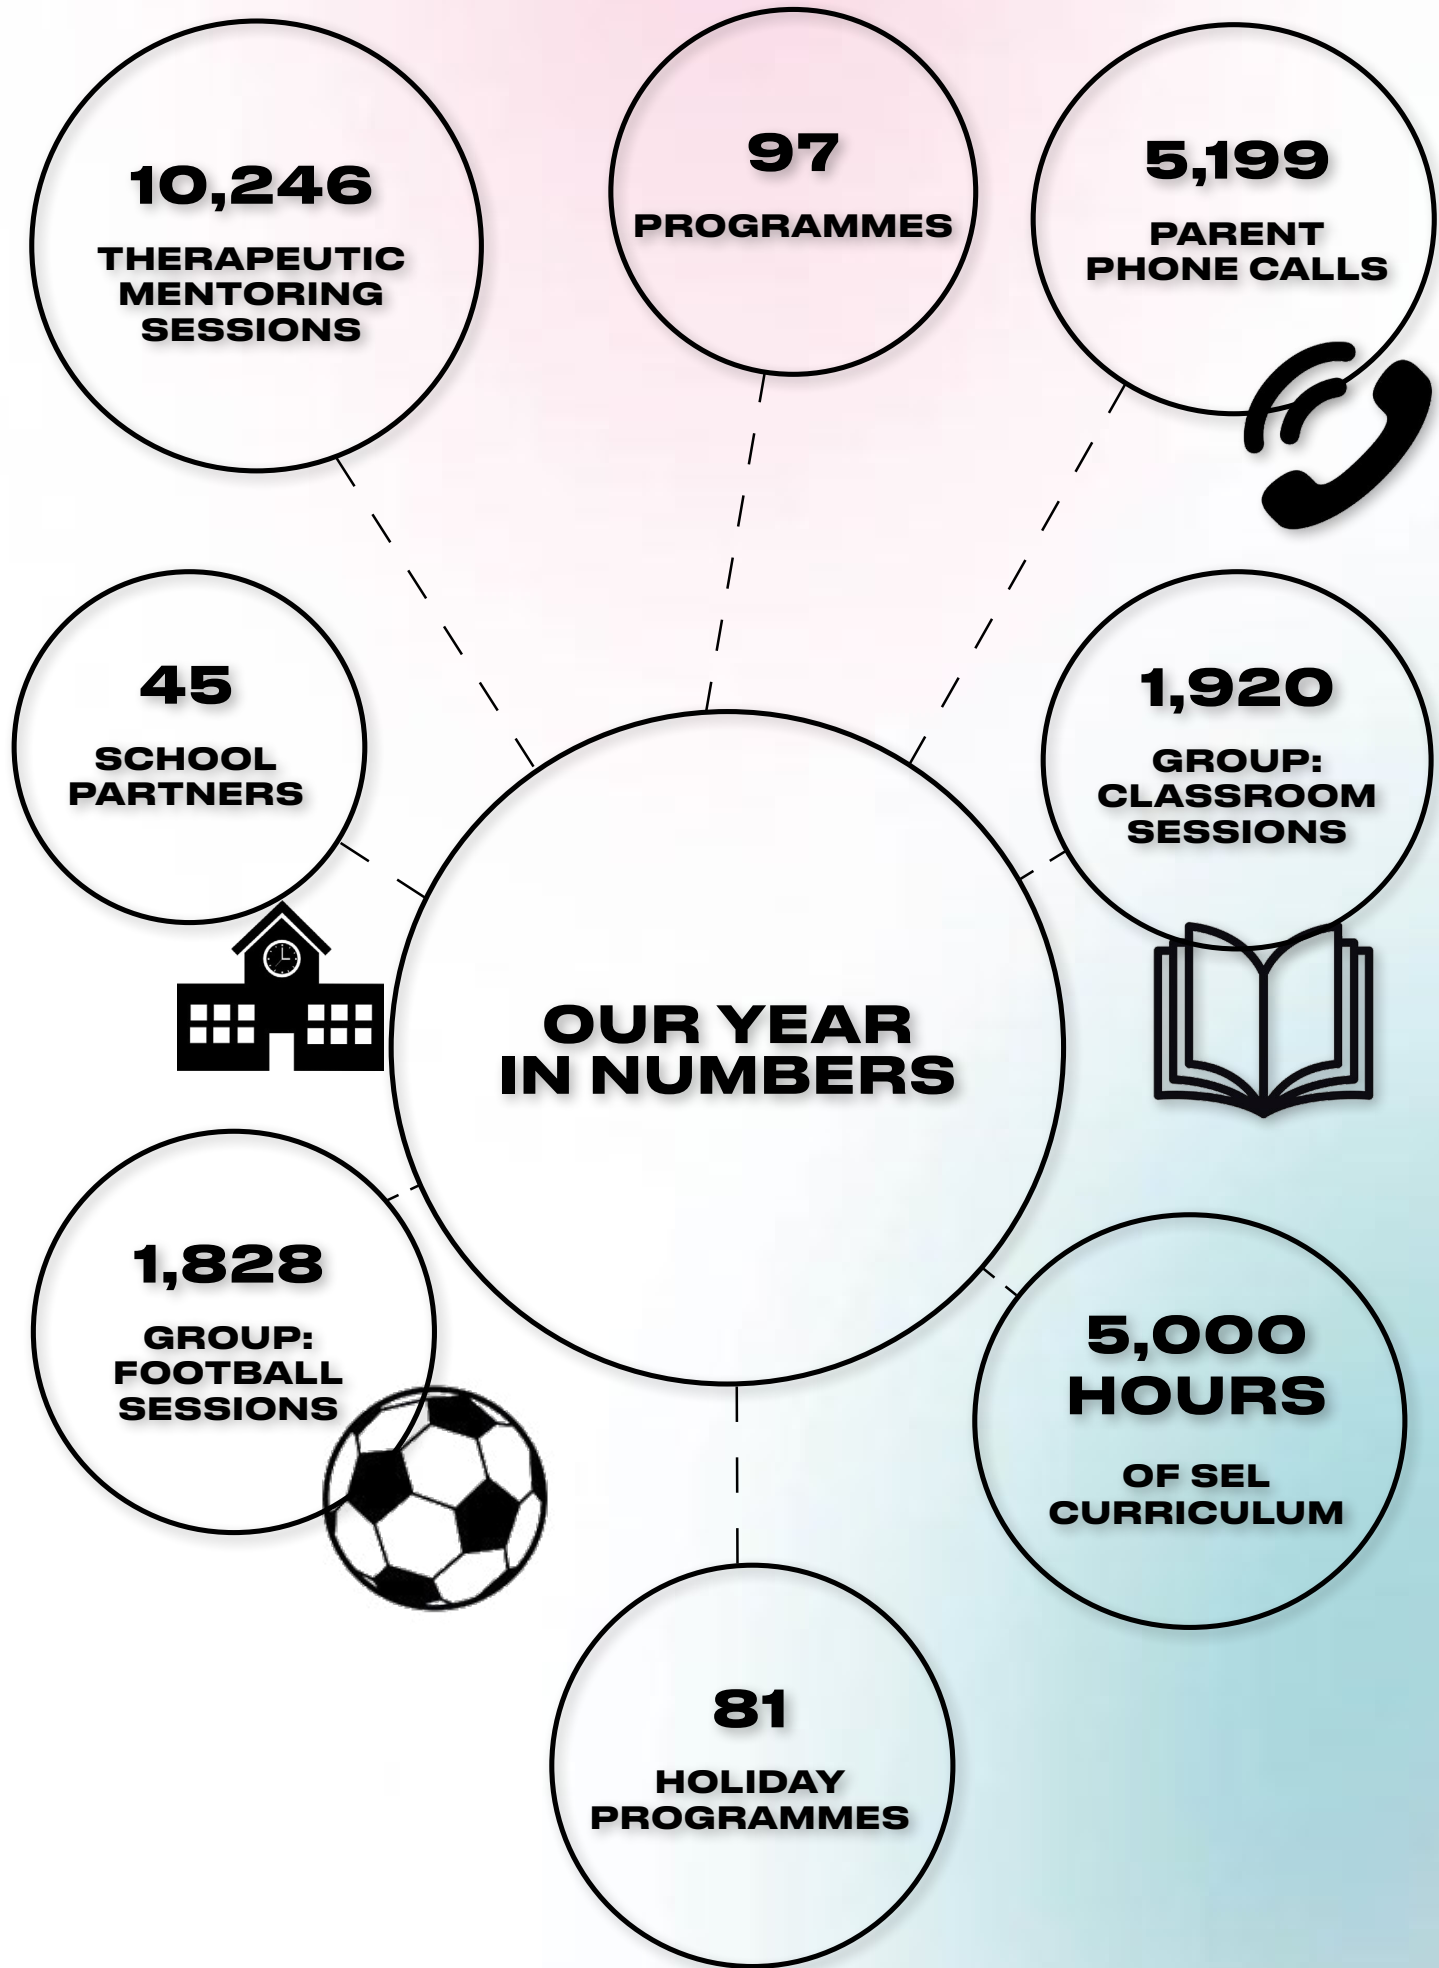 10,246
THERAPEUTIC
MENTORING
SESSIONS
97
PROGRAMMES
5,199
PARENT
PHONE CALLS
45
SCHOOL
PARTNERS
1,920
GROUP:
CLASSROOM
SESSIONS
OUR YEAR
IN NUMBERS
1,828
GROUP:
FOOTBALL
SESSIONS
5,000
HOURS
OF SEL
CURRICULUM
81
HOLIDAY
PROGRAMMES